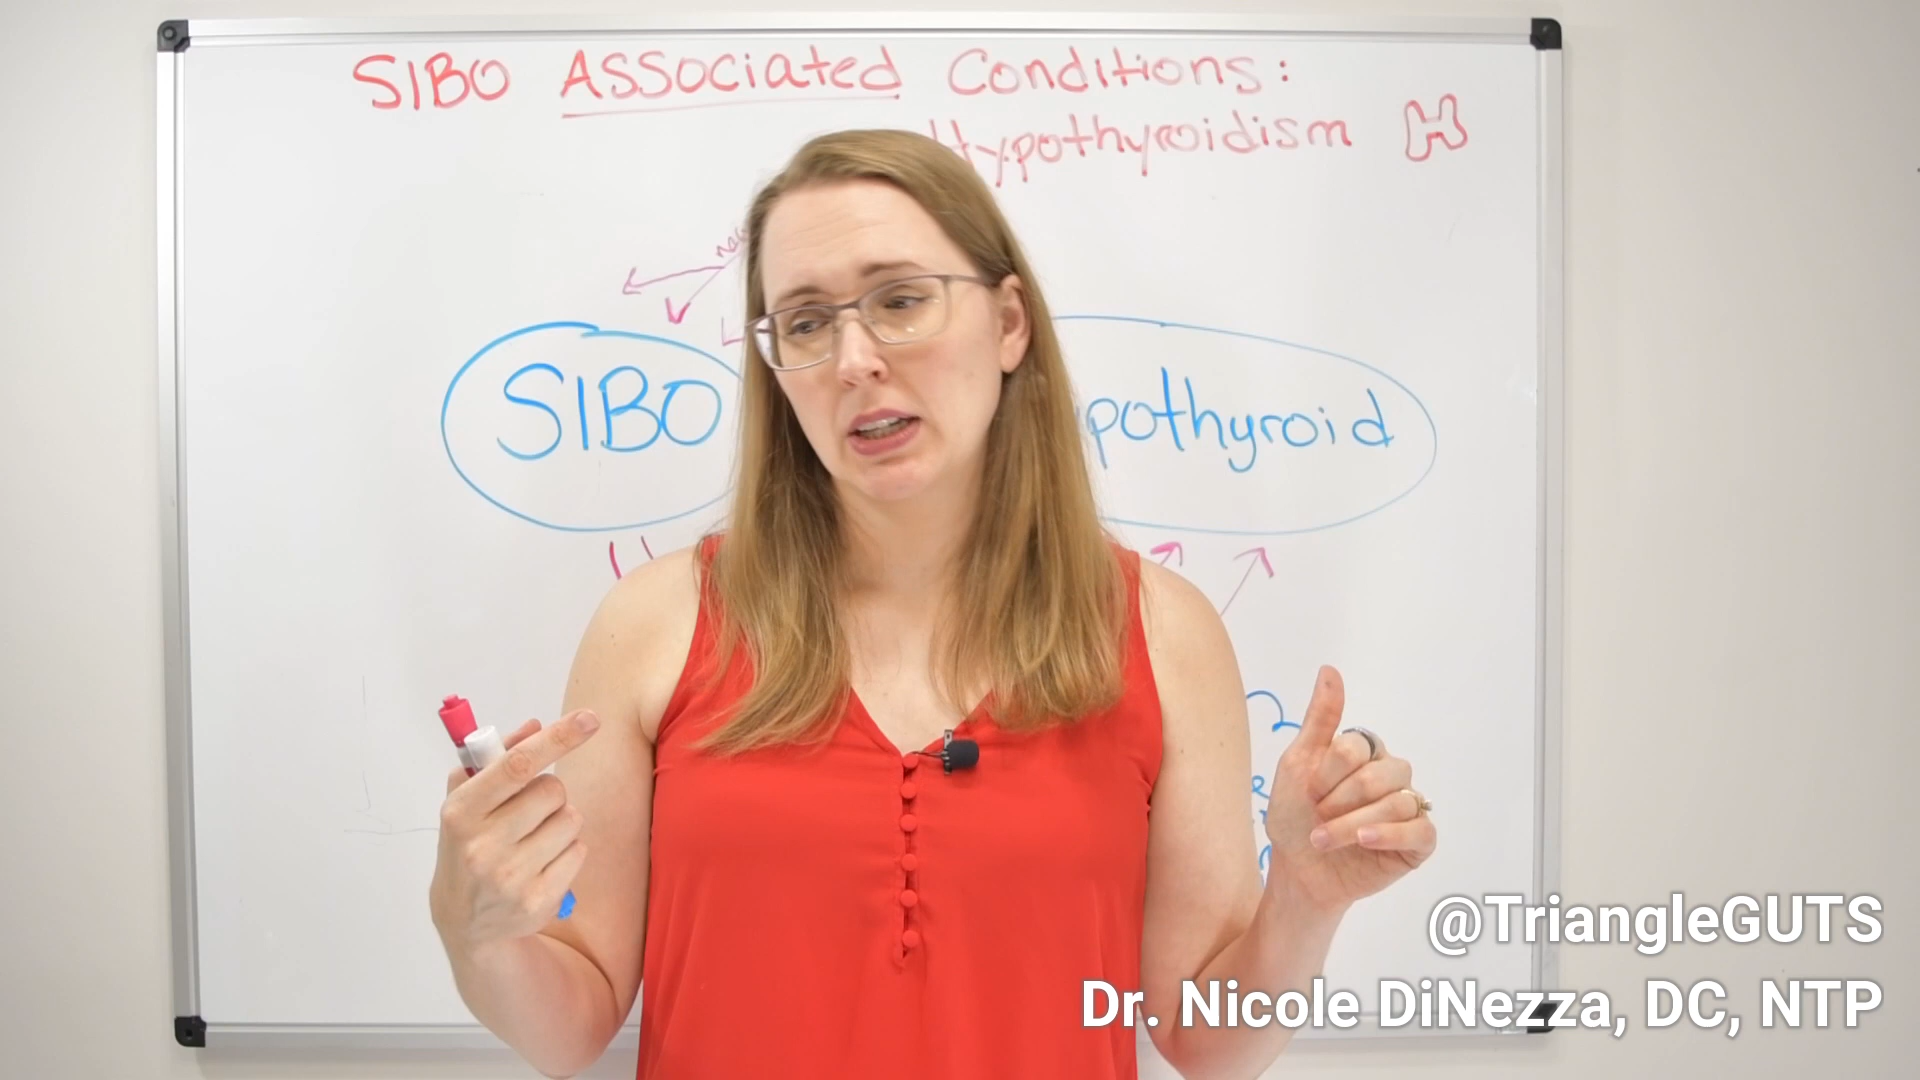 SIBO Associated Conditions:
Hypothyroidism
SIBO
pothyroid
@TriangleGUTS
Dr. Nicole DiNezza, DC, NTP